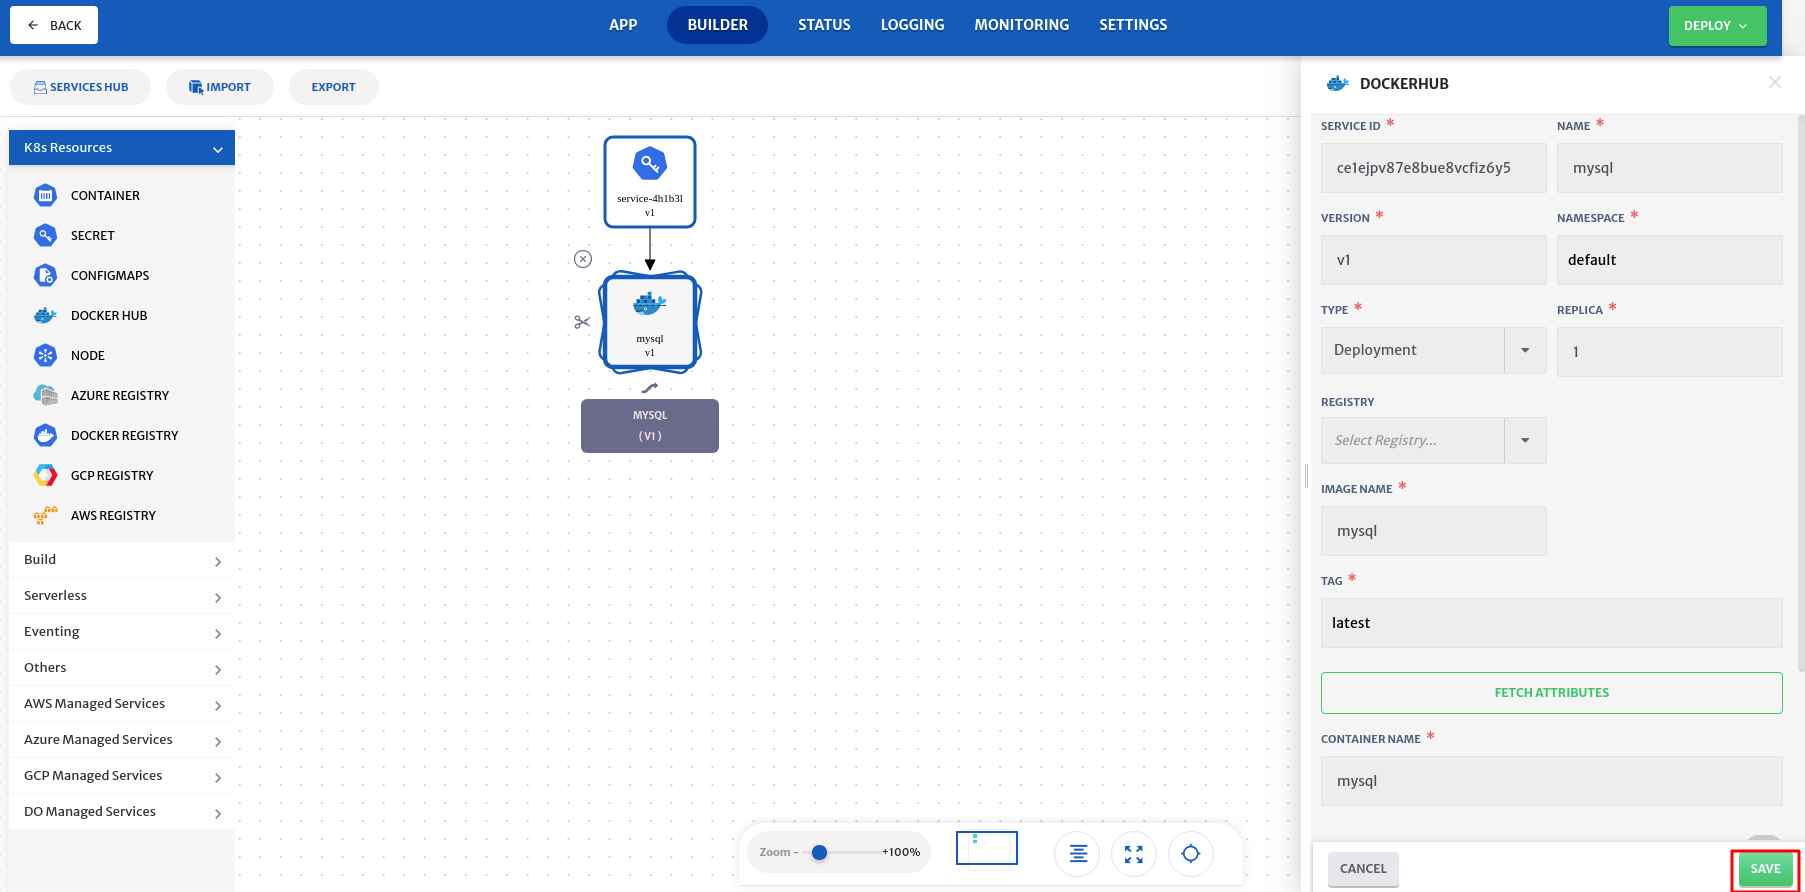 BACK
APP
BUILDER
STATUS
LOGGING
MONITORING
SETTINGS
DEPLOY
SERVICES HUB
IMPORT
EXPORT
K8s Resources
CONTAINER
SECRET
CONFIGMAPS
DOCKER HUB
NODE
AZURE REGISTRY
DOCKER REGISTRY
GCP REGISTRY
AWS REGISTRY
Build
Serverless
Eventing
Others
AWS Managed Services
Azure Managed Services
GCP Managed Services
DO Managed Services
service-4h1b3l
v1
mysql
v1
MYSQL
( V1 )
Zoom - +100%
DOCKERHUB
SERVICE ID * NAME *
ce1ejpv87e8bue8vcfiz6y5 mysql
VERSION * NAMESPACE *
v1 default
TYPE * REPLICA *
Deployment 1
REGISTRY
Select Registry...
IMAGE NAME *
mysql
TAG *
latest
FETCH ATTRIBUTES
CONTAINER NAME *
mysql
CANCEL
SAVE